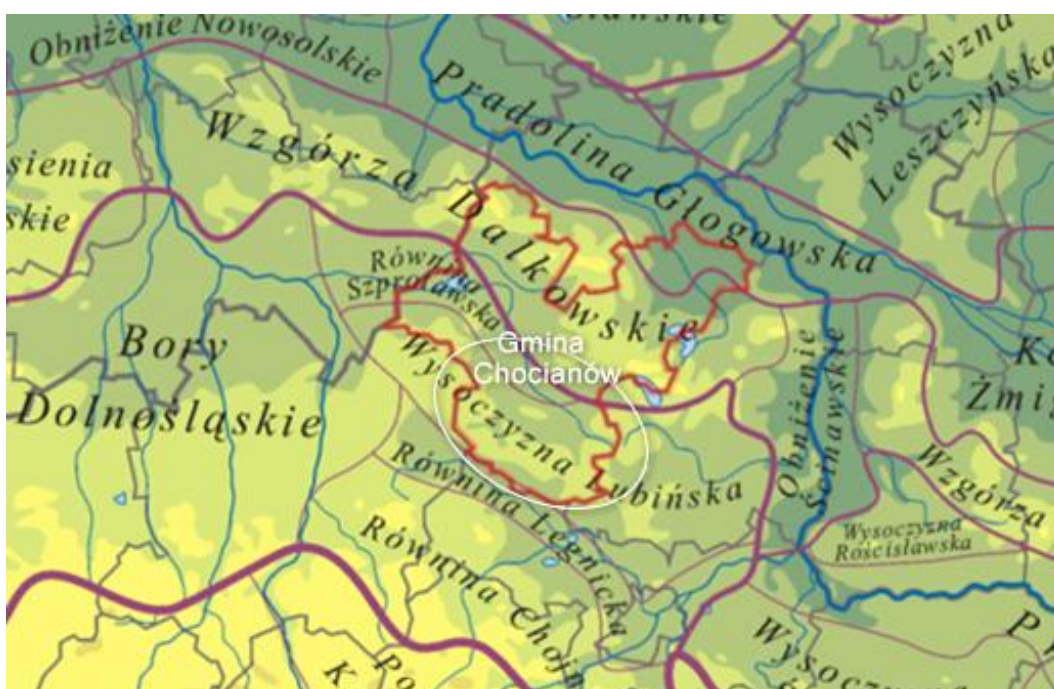 Obniżenie Nowosolskie
Pradolina Głogowska
Wysoczyzna
Leszczyńska
Wzgórza Dalkowskie
sienia
skie
Równina
Szprotawska
Bory
Dolnośląskie
Gmina
Chocianów
Wysoczyzna Lubińska
Obniżenie
Ścinawskie
Żmi
Wzgórza
Równina Legnicka
Wysoczyzna
Rościsławska
Równina Chojn
Wysoczyzna